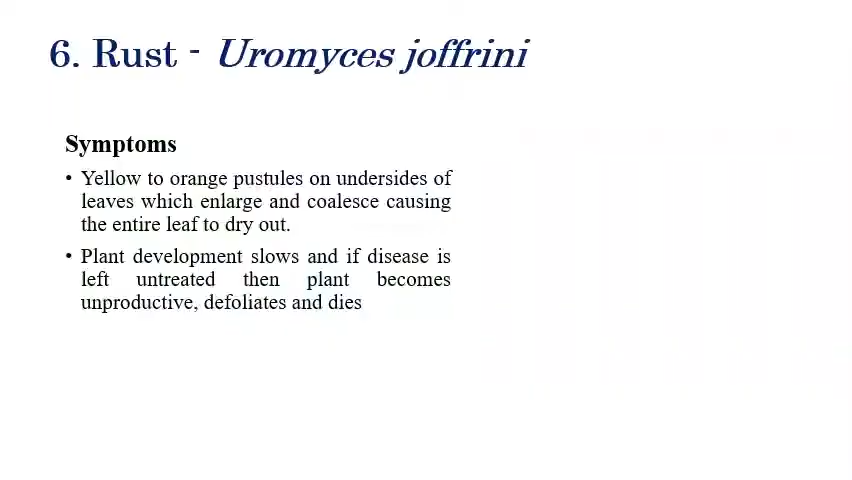 6. Rust - Uromyces joffrini
Symptoms
• Yellow to orange pustules on undersides of
leaves which enlarge and coalesce causing
the entire leaf to dry out.
• Plant development slows and if disease is
left untreated then plant becomes
unproductive, defoliates and dies